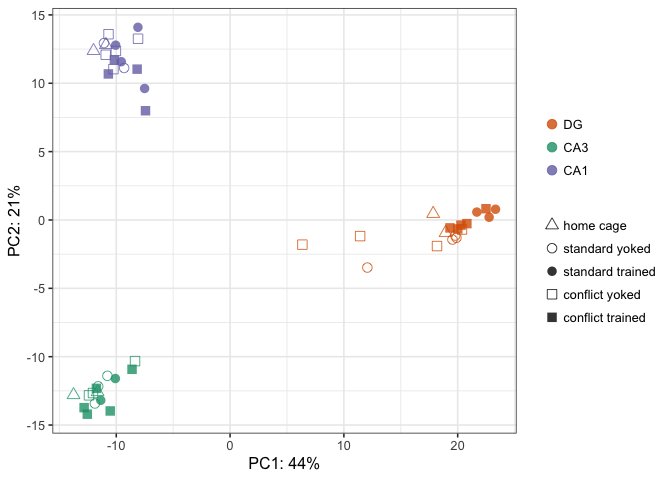 15
10
5
0
-5
-10
-15
-10
0
10
20
PC2: 21%
PC1: 44%
DG
CA3
CA1
home cage
standard yoked
standard trained
conflict yoked
conflict trained